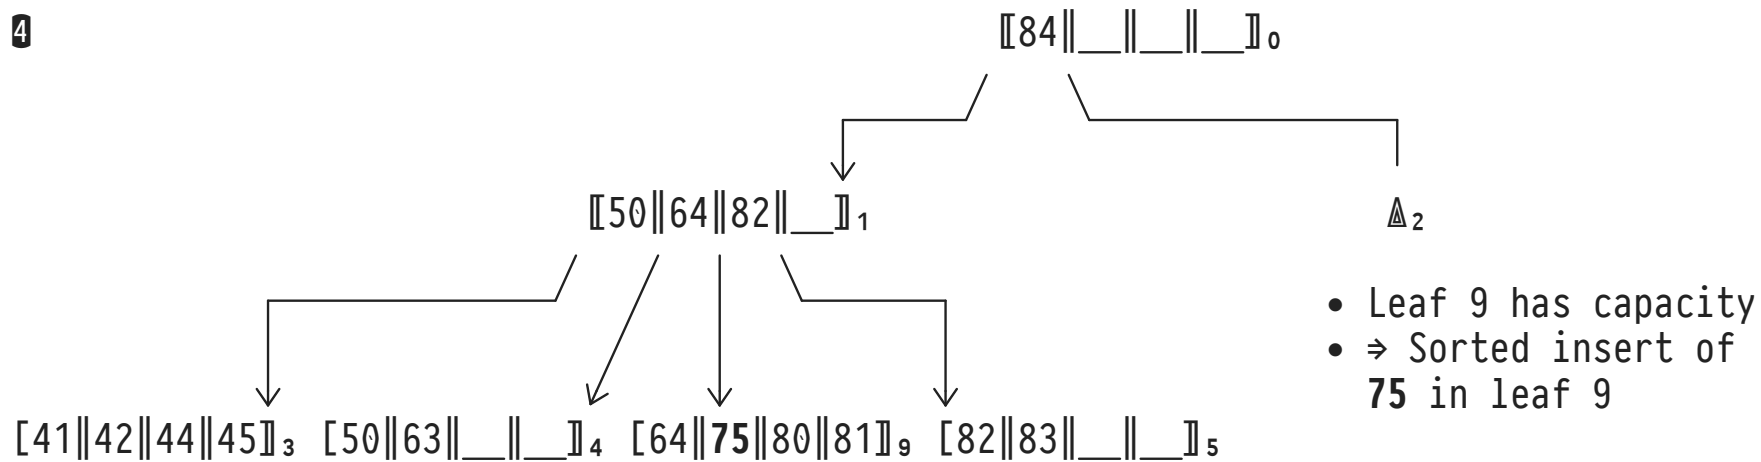 4
⟦84‖__‖__‖__⟧₀
⟦50‖64‖82‖__⟧₁
◬₂
• Leaf 9 has capacity
• ⇛ Sorted insert of
75 in leaf 9
[41‖42‖44‖45⟧₃ [50‖63‖__‖__⟧₄ [64‖75‖80‖81⟧₉ [82‖83‖__‖__⟧₅